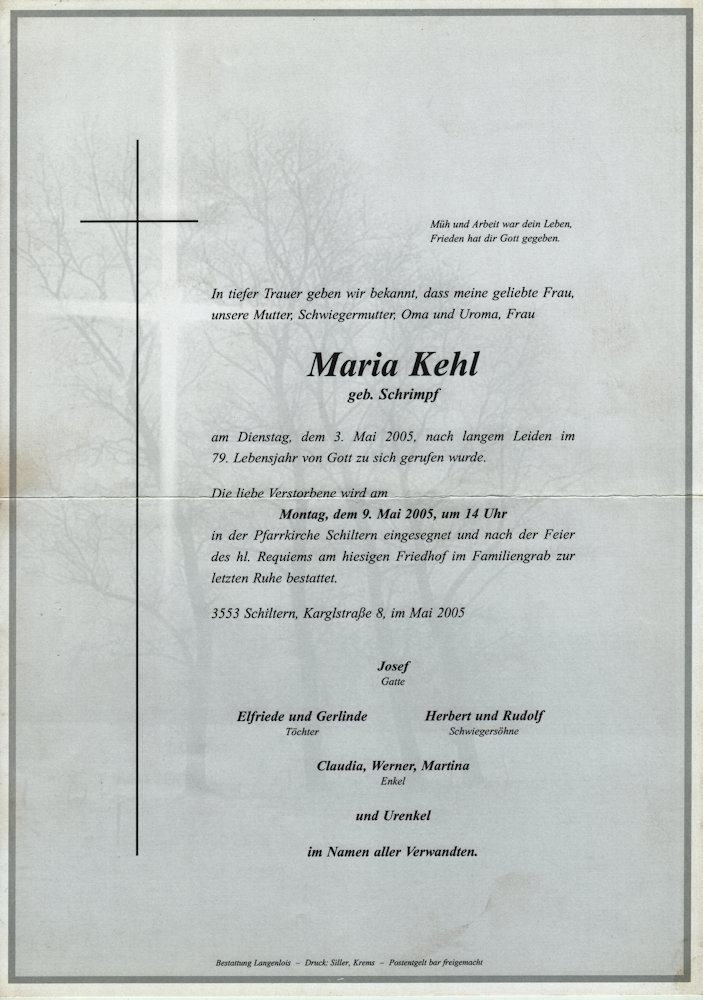 Müh und Arbeit war dein Leben,
Frieden hat dir Gott gegeben.
In tiefer Trauer geben wir bekannt, dass meine geliebte Frau,
unsere Mutter, Schwiegermutter, Oma und Uroma, Frau
Maria Kehl
geb. Schrimpf
am Dienstag, dem 3. Mai 2005, nach langem Leiden im
79. Lebensjahr von Gott zu sich gerufen wurde.
Die liebe Verstorbene wird am
Montag, dem 9. Mai 2005, um 14 Uhr
in der Pfarrkirche Schiltern eingesegnet und nach der Feier
des hl. Requiems am hiesigen Friedhof im Familiengrab zur
letzten Ruhe bestattet.
3553 Schiltern, Karglstraße 8, im Mai 2005
Josef
Gatte
Elfriede und Gerlinde
Töchter
Herbert und Rudolf
Schwiegersöhne
Claudia, Werner, Martina
Enkel
und Urenkel
im Namen aller Verwandten.
Bestattung Langenlois – Druck: Siller, Krems – Postentgelt bar freigemacht